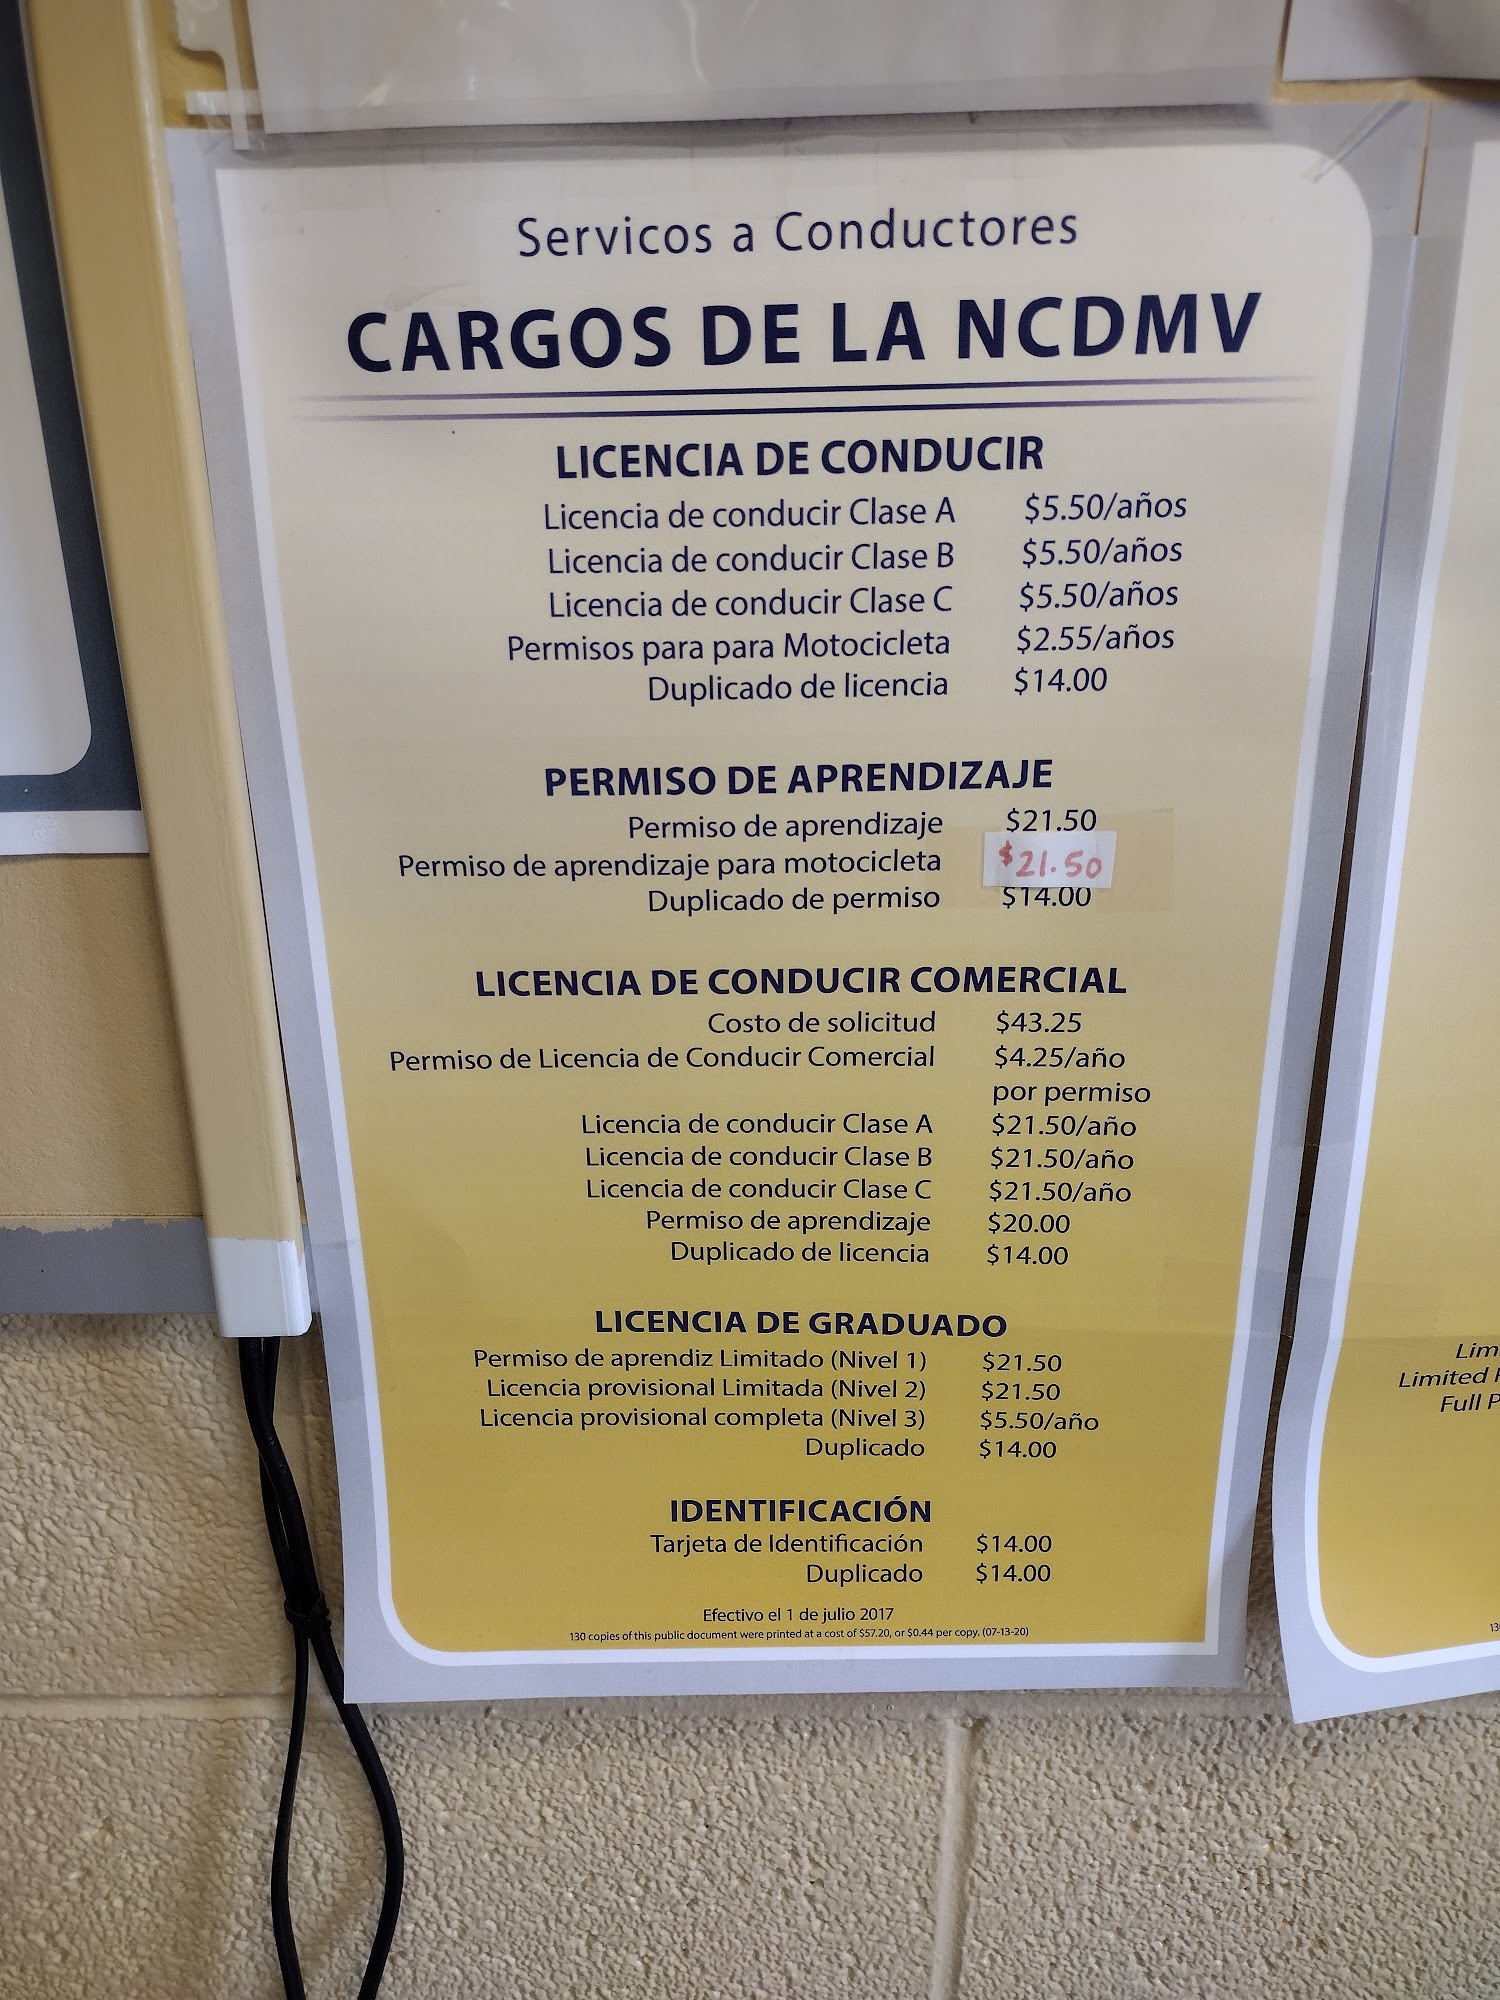 Servicos a Conductores
CARGOS DE LA NCDMV
LICENCIA DE CONDUCIR
Licencia de conducir Clase A $5.50/años
Licencia de conducir Clase B $5.50/años
Licencia de conducir Clase C $5.50/años
Permisos para para Motocicleta $2.55/años
Duplicado de licencia $14.00
PERMISO DE APRENDIZAJE
Permiso de aprendizaje $21.50
Permiso de aprendizaje para motocicleta $21.50
Duplicado de permiso $14.00
LICENCIA DE CONDUCIR COMERCIAL
Costo de solicitud $43.25
Permiso de Licencia de Conducir Comercial $4.25/año
por permiso
Licencia de conducir Clase A $21.50/año
Licencia de conducir Clase B $21.50/año
Licencia de conducir Clase C $21.50/año
Permiso de aprendizaje $20.00
Duplicado de licencia $14.00
LICENCIA DE GRADUADO
Permiso de aprendiz Limitado (Nivel 1) $21.50
Licencia provisional Limitada (Nivel 2) $21.50
Licencia provisional completa (Nivel 3) $5.50/año
Duplicado $14.00
IDENTIFICACIÓN
Tarjeta de Identificación $14.00
Duplicado $14.00
Efectivo el 1 de julio 2017
130 copies of this public document were printed at a cost of $57.20, or $0.44 per copy. (07-13-20)
Limited
Full